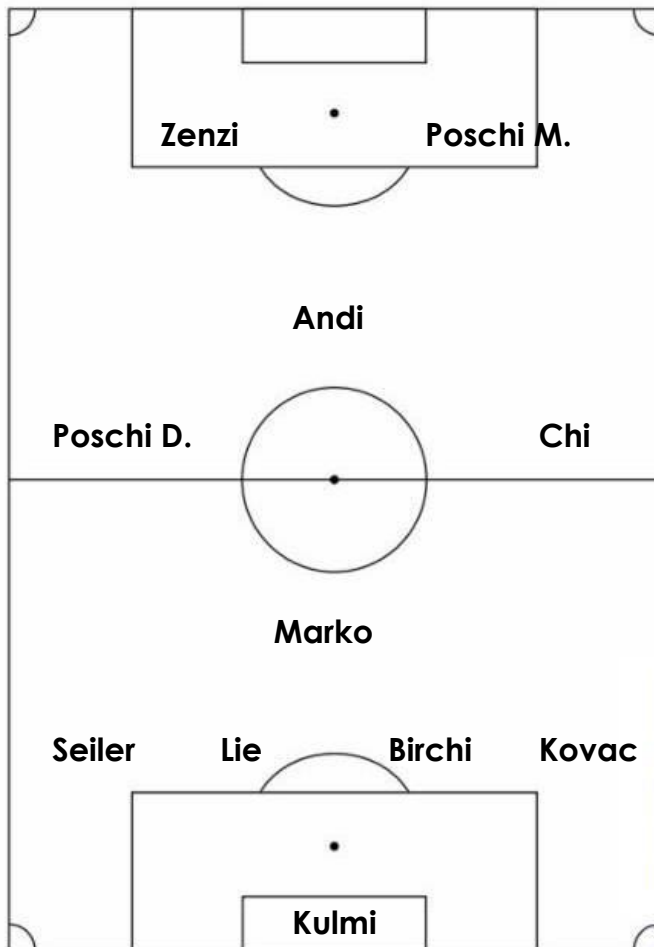 Zenzi Poschi M.
Andi
Poschi D. Chi
Marko
Seiler Lie Birchi Kovac
Kulmi